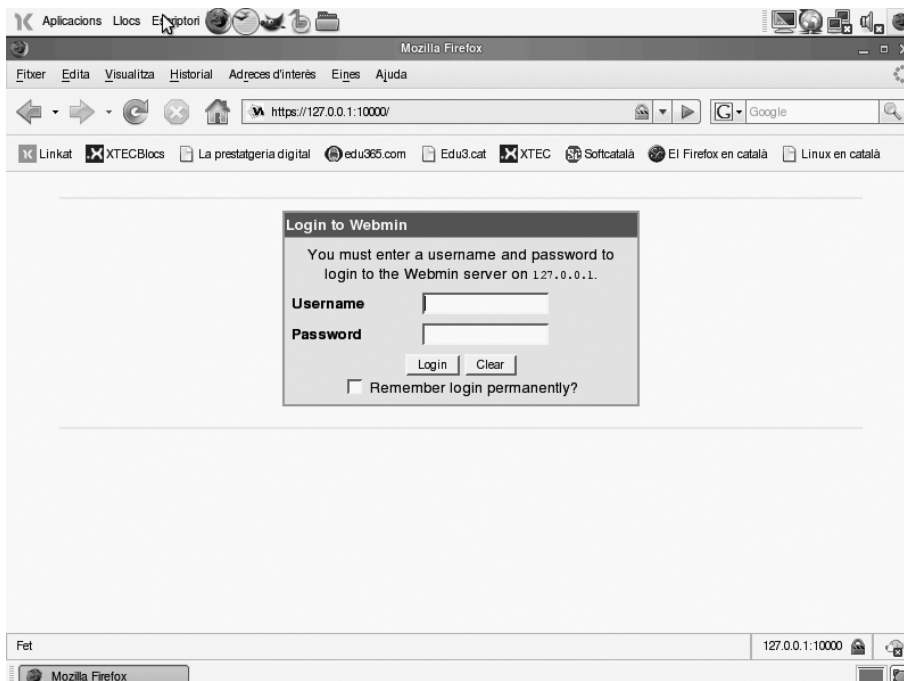 Aplicacions Llocs Escriptori
Mozilla Firefox
Fitxer Edita Visualitza Historial Adreces d'interès Eines Ajuda
https://127.0.0.1:10000/ G Google
Linkat XTECBlocs La prestatgeria digital edu365.com Edu3.cat XTEC Softcatalà El Firefox en català Linux en català
Login to Webmin
You must enter a username and password to
login to the Webmin server on 127.0.0.1.
Username
Password
Login Clear
Remember login permanently?
Fet 127.0.0.1:10000
Mozilla Firefox